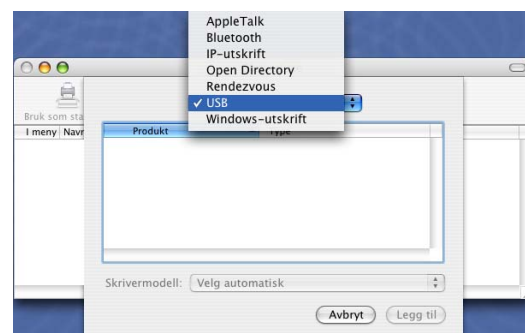 AppleTalk
Bluetooth
IP-utskrift
Open Directory
Rendezvous
✓ USB
Windows-utskrift
Bruk som sta
I meny Navr
Produkt Type
Skrivermodell: Velg automatisk
Avbryt Legg til